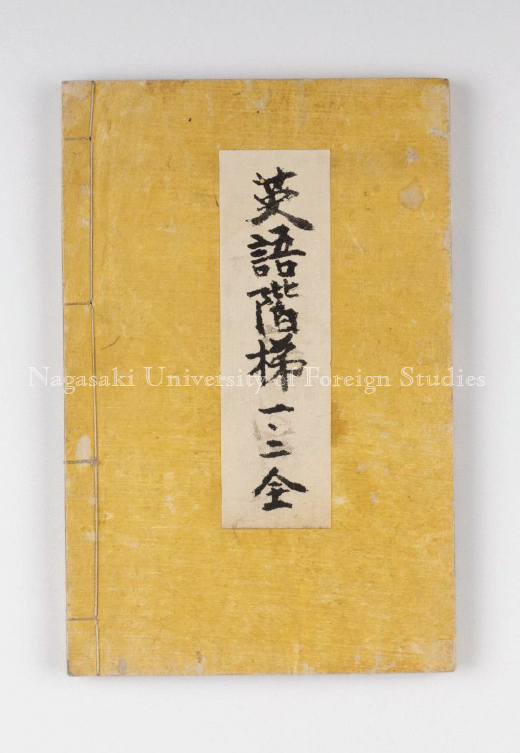 英語階梯一、二全
Nagasaki University of Foreign Studies